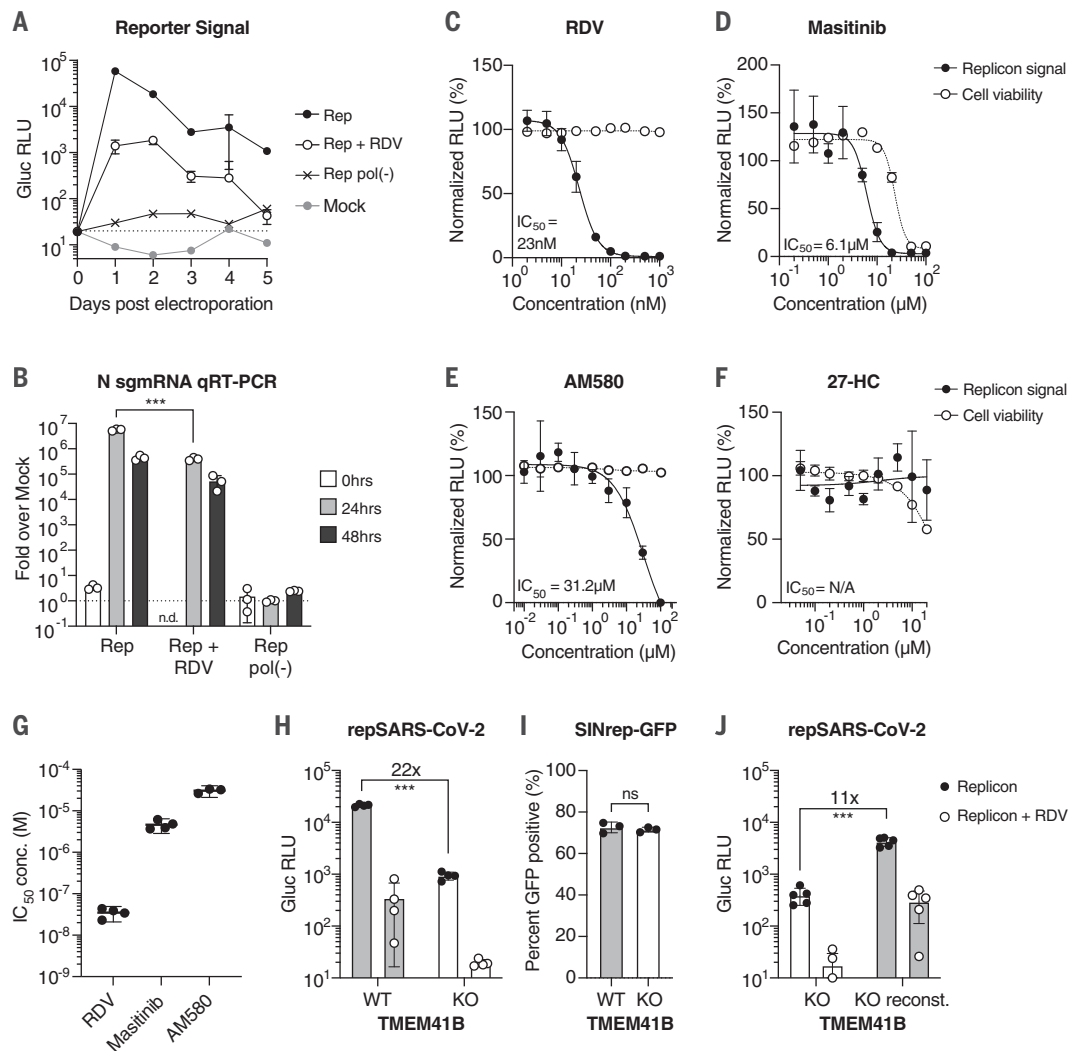 A
Reporter Signal
10^5
10^4
10^3
10^2
10^1
Gluc RLU
0 1 2 3 4 5
Days post electroporation
Rep
Rep + RDV
Rep pol(-)
Mock
C
RDV
150
100
50
0
Normalized RLU (%)
IC50 =
23nM
10^0 10^1 10^2 10^3
Concentration (nM)
D
Masitinib
200
150
100
50
0
Normalized RLU (%)
IC50 = 6.1µM
10^-1 10^0 10^1 10^2
Concentration (µM)
Replicon signal
Cell viability
B
N sgmRNA qRT-PCR
***
10^7
10^6
10^5
10^4
10^3
10^2
10^1
10^0
10^-1
Fold over Mock
n.d.
Rep
Rep +
RDV
Rep
pol(-)
0hrs
24hrs
48hrs
E
AM580
150
100
50
0
Normalized RLU (%)
IC50 = 31.2µM
10^-2 10^-1 10^0 10^1 10^2
Concentration (µM)
F
27-HC
150
100
50
0
Normalized RLU (%)
IC50 = N/A
10^-1 10^0 10^1
Concentration (µM)
Replicon signal
Cell viability
G
10^-4
10^-5
10^-6
10^-7
10^-8
10^-9
IC50 conc. (M)
RDV
Masitinib
AM580
H
repSARS-CoV-2
22x
***
10^5
10^4
10^3
10^2
10^1
Gluc RLU
WT KO
TMEM41B
I
SINrep-GFP
ns
100
80
60
40
20
0
Percent GFP positive (%)
WT KO
TMEM41B
J
repSARS-CoV-2
11x
***
10^5
10^4
10^3
10^2
10^1
Gluc RLU
KO KO reconst.
TMEM41B
Replicon
Replicon + RDV